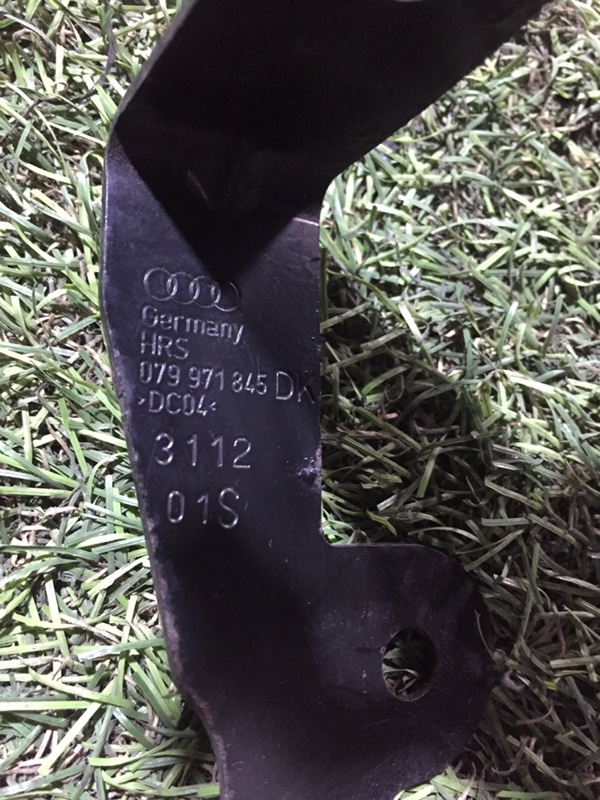 Germany
HRS
079 971 845 DK
>DC04<
3112
01S